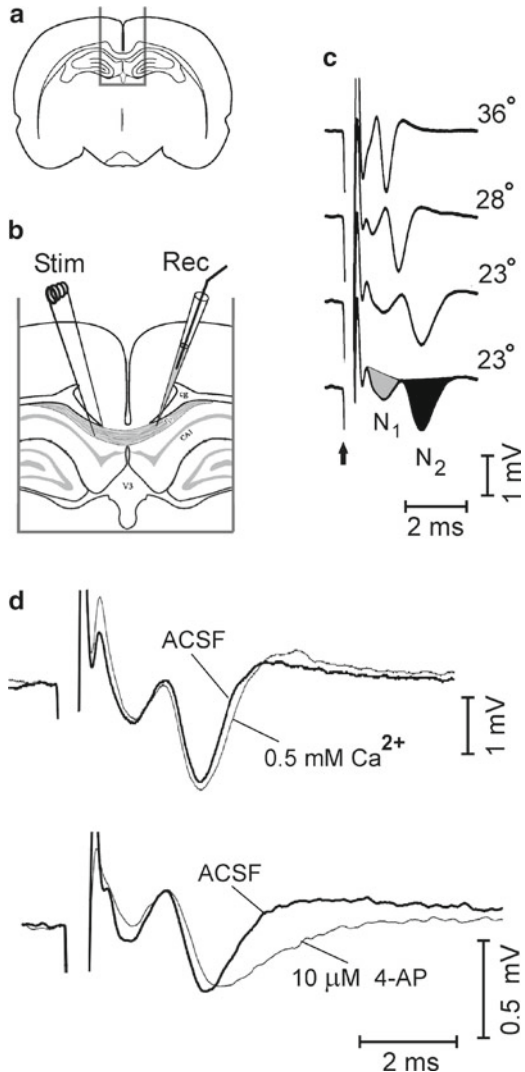 a
b
Stim
Rec
cg
CA1
V3
c
36°
28°
23°
23°
N1
N2
1 mV
2 ms
d
ACSF
0.5 mM Ca2+
1 mV
ACSF
10 μM 4-AP
0.5 mV
2 ms